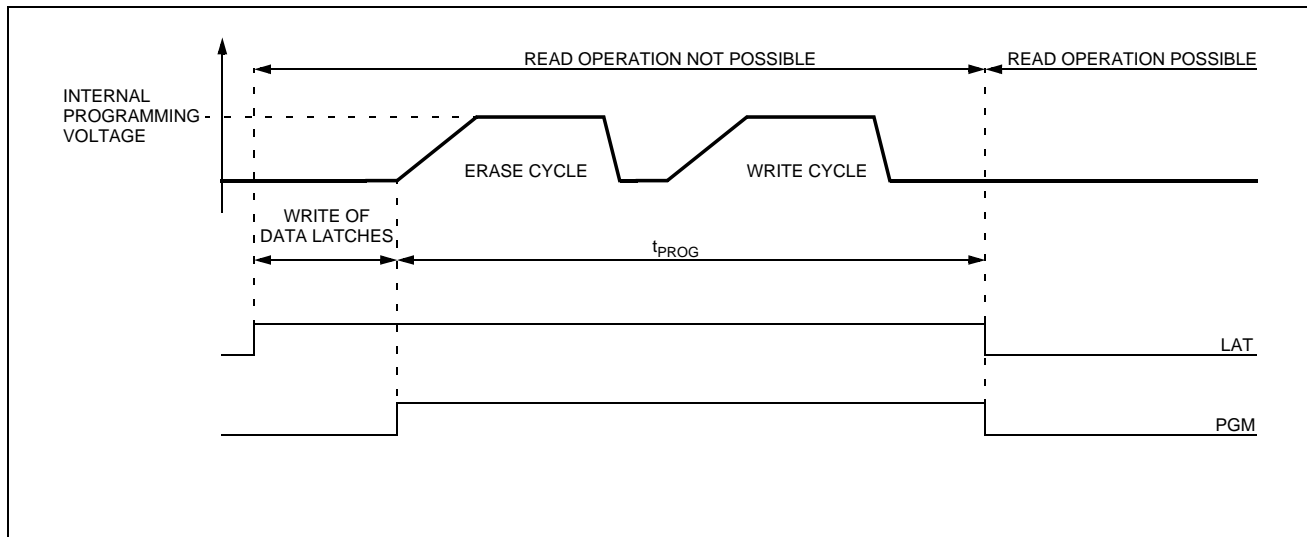 READ OPERATION NOT POSSIBLE
READ OPERATION POSSIBLE
INTERNAL
PROGRAMMING
VOLTAGE
ERASE CYCLE
WRITE CYCLE
WRITE OF
DATA LATCHES
tPROG
LAT
PGM